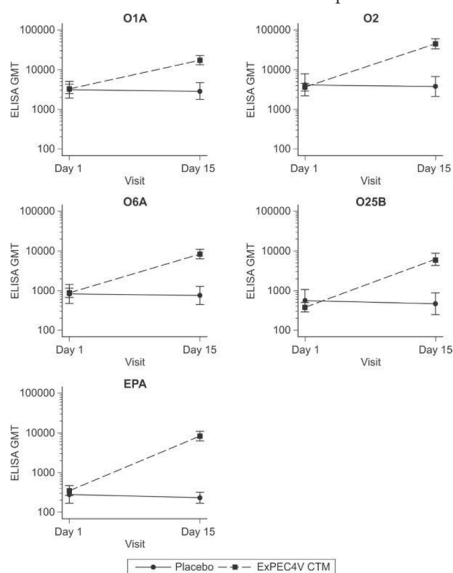 O1A
100000
10000
1000
100
ELISA GMT
Day 1
Day 15
Visit
O2
100000
10000
1000
100
ELISA GMT
Day 1
Day 15
Visit
O6A
100000
10000
1000
100
ELISA GMT
Day 1
Day 15
Visit
O25B
100000
10000
1000
100
ELISA GMT
Day 1
Day 15
Visit
EPA
100000
10000
1000
100
ELISA GMT
Day 1
Day 15
Visit
Placebo ExPEC4V CTM